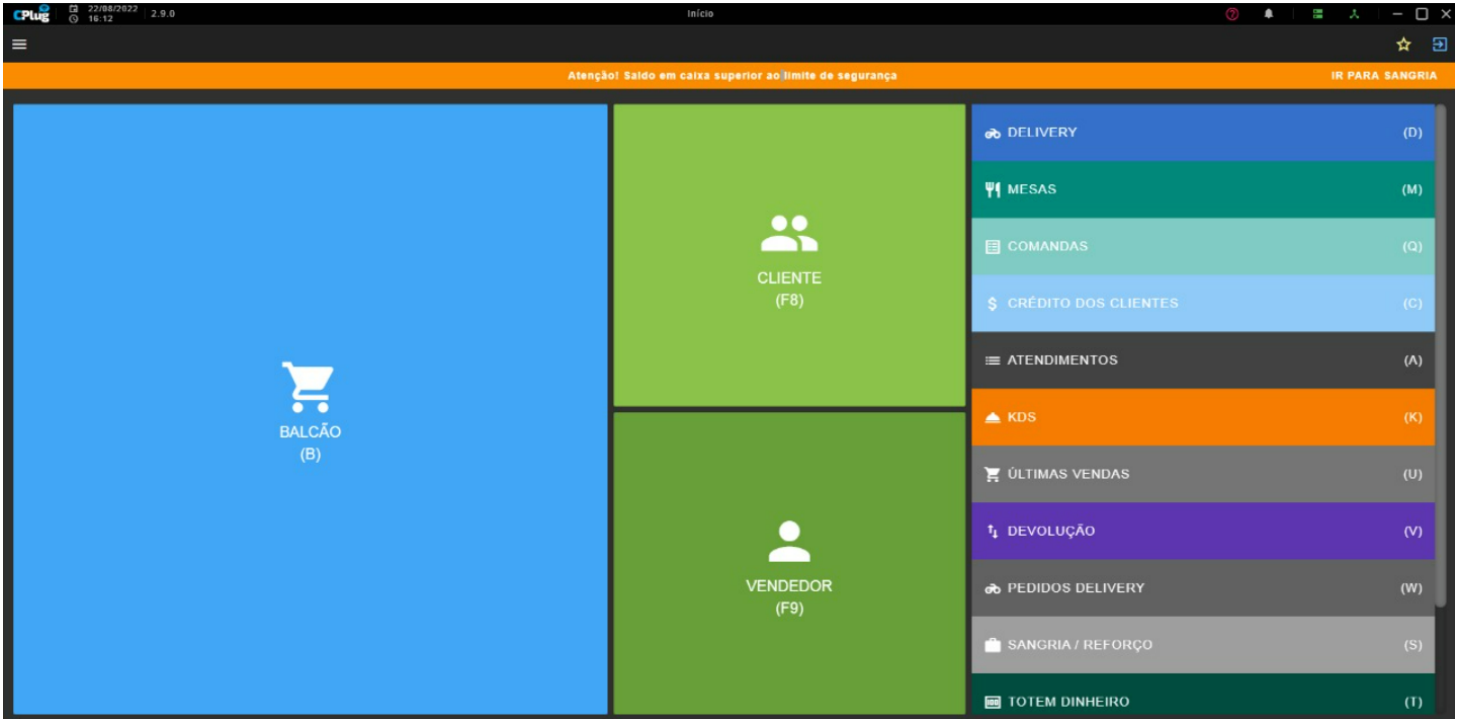 CPlug 22/08/2022 16:12 2.9.0 Início
Atenção! Saldo em caixa superior ao limite de segurança IR PARA SANGRIA
BALCÃO
(B)
CLIENTE
(F8)
VENDEDOR
(F9)
DELIVERY (D)
MESAS (M)
COMANDAS (Q)
CRÉDITO DOS CLIENTES (C)
ATENDIMENTOS (A)
KDS (K)
ÚLTIMAS VENDAS (U)
DEVOLUÇÃO (V)
PEDIDOS DELIVERY (W)
SANGRIA / REFORÇO (S)
TOTEM DINHEIRO (T)